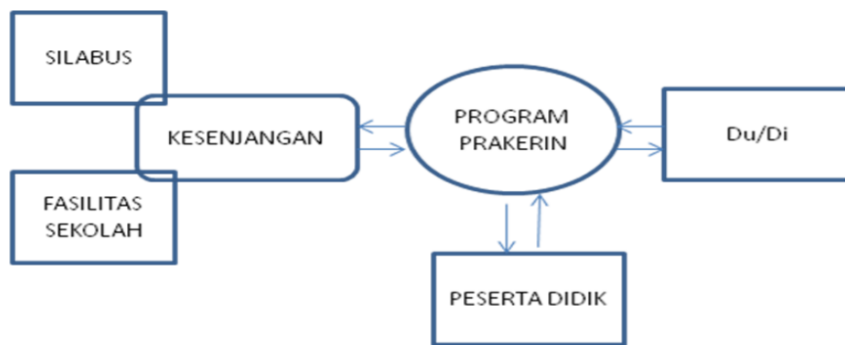 SILABUS
KESENJANGAN
FASILITAS
SEKOLAH
PROGRAM
PRAKERIN
Du/Di
PESERTA DIDIK